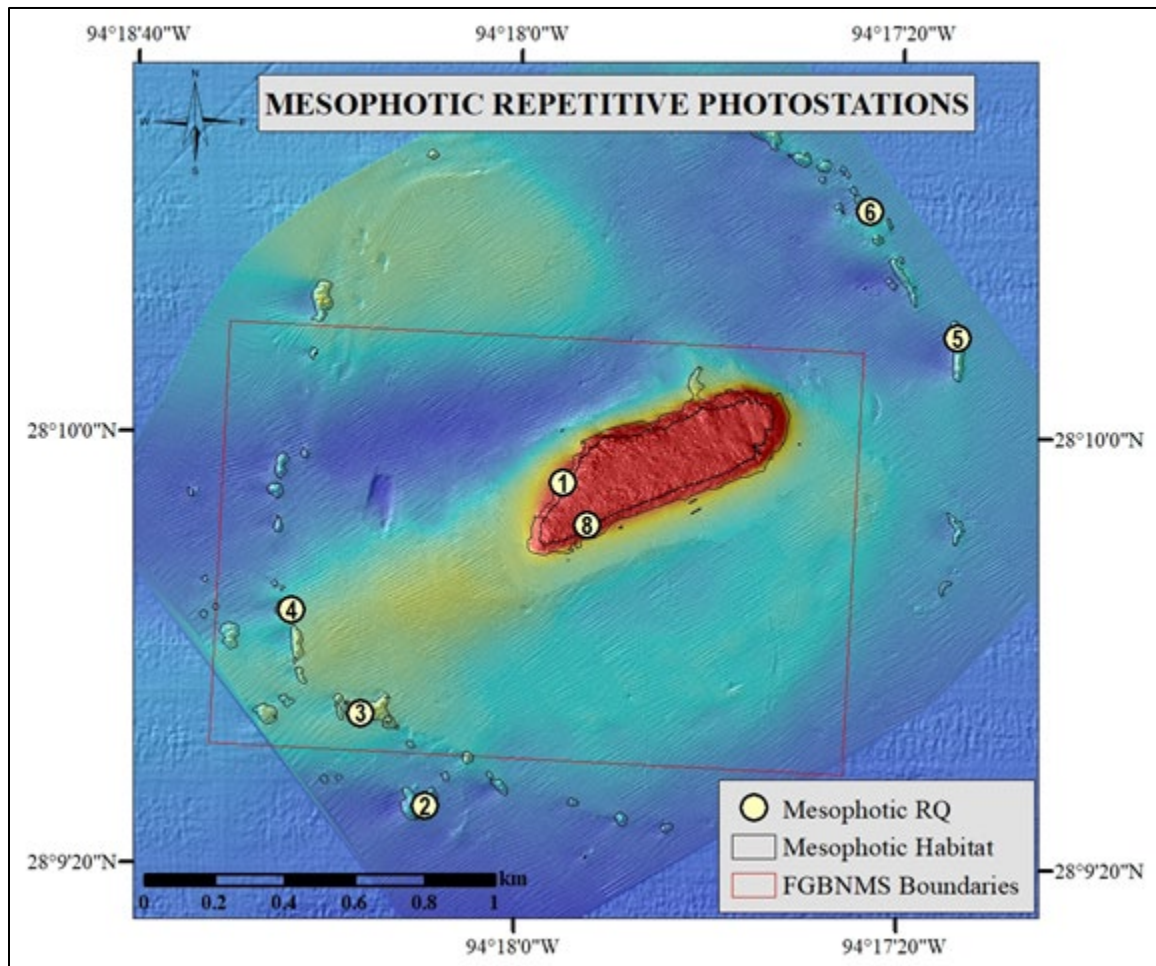 94°18'40"W
94°18'0"W
94°17'20"W
N
W
E
S
MESOPHOTIC REPETITIVE PHOTOSTATIONS
6
5
28°10'0"N
28°10'0"N
1
8
4
3
2
Mesophotic RQ
Mesophotic Habitat
FGBNMS Boundaries
28°9'20"N
28°9'20"N
km
0 0.2 0.4 0.6 0.8 1
94°18'0"W
94°17'20"W